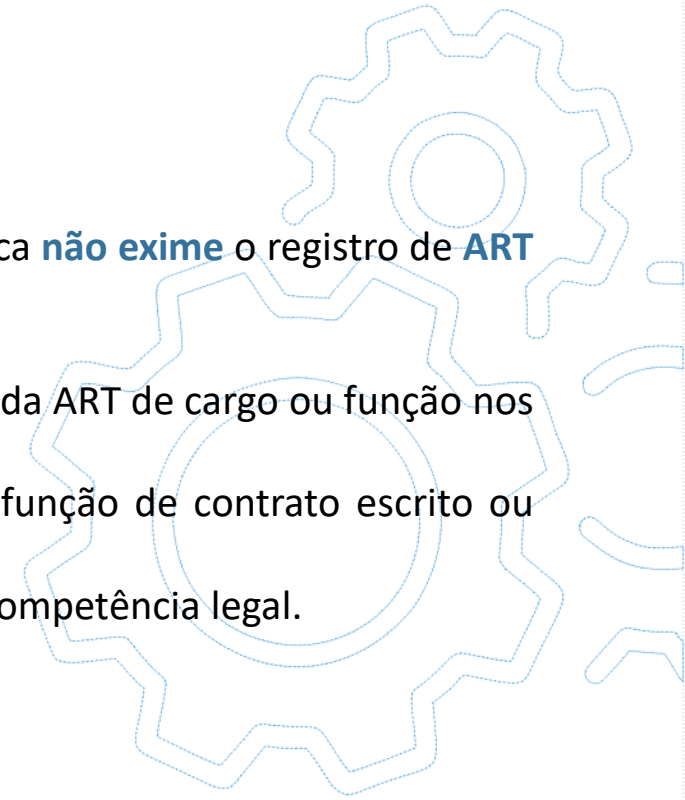 não exime o registro de ART
da ART de cargo ou função nos
função de contrato escrito ou
ompetência legal.